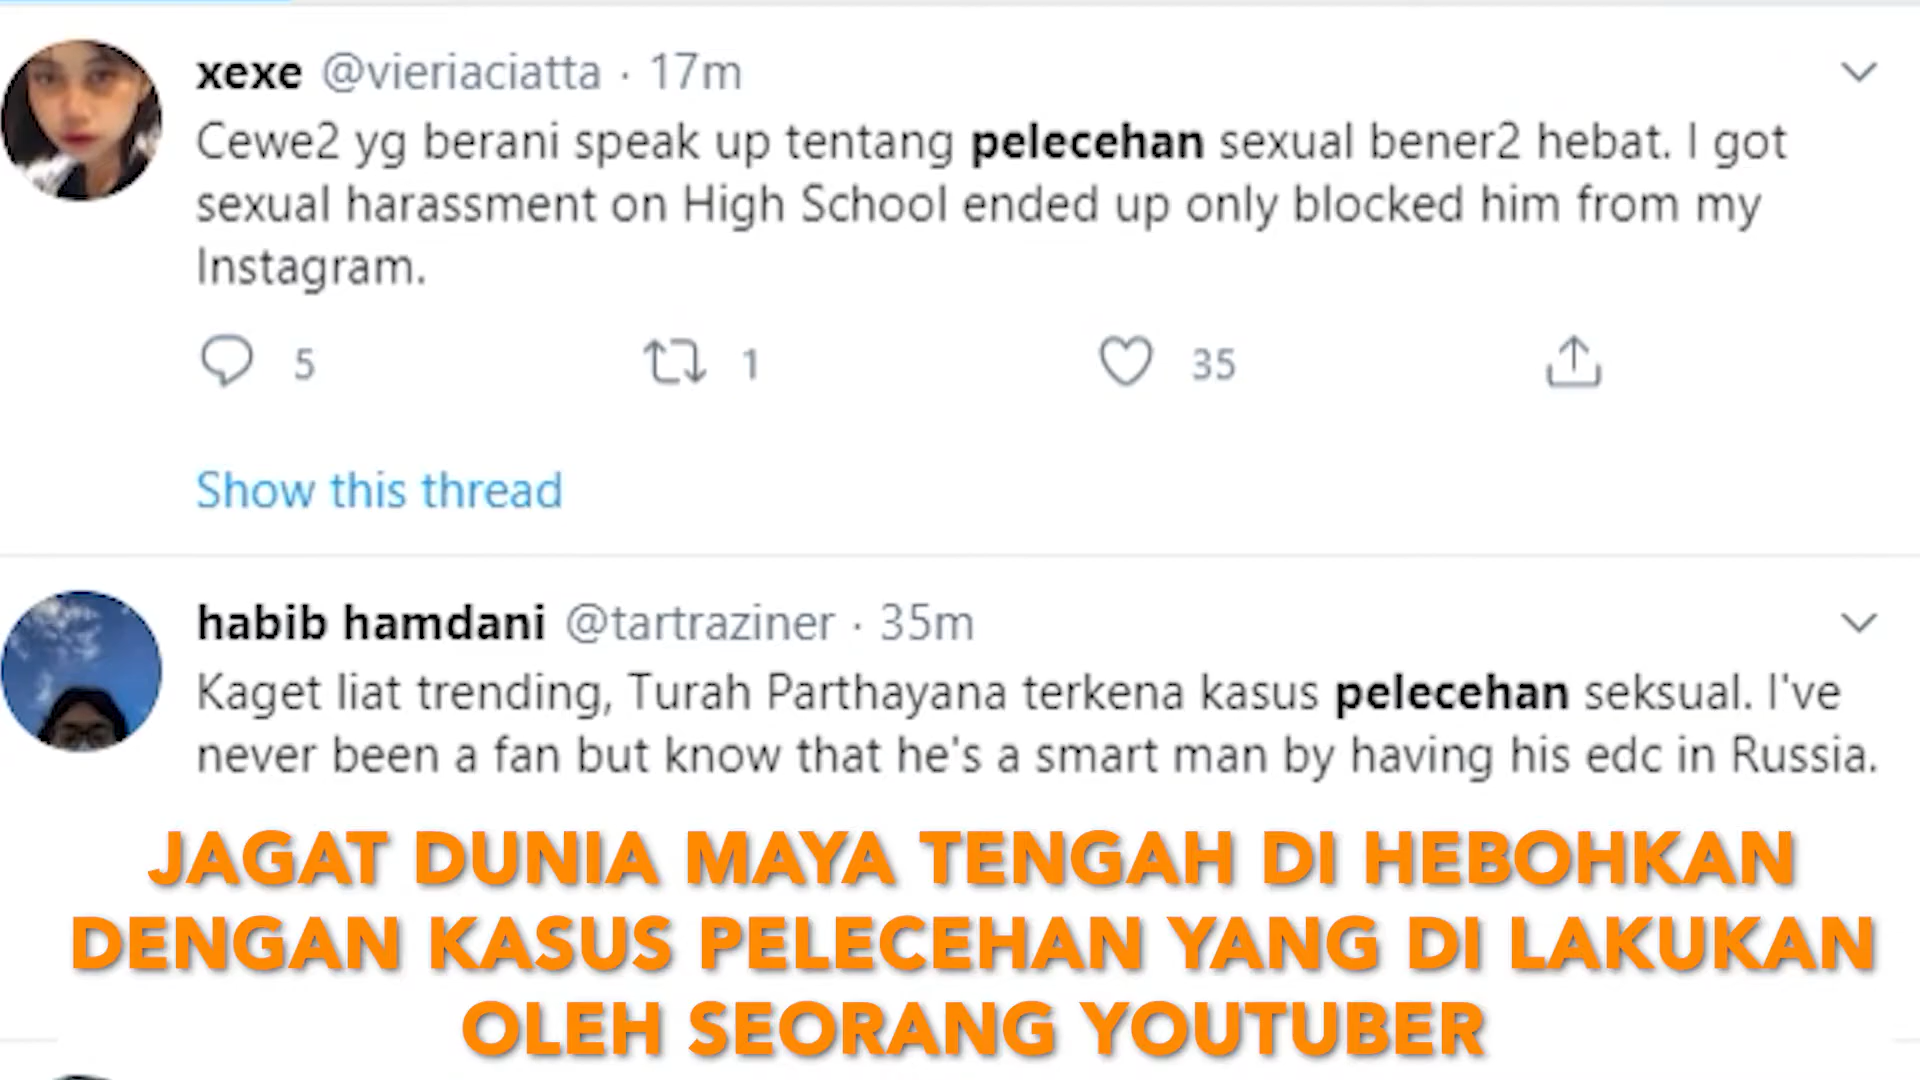 xexe @vieriaciatta · 17m
Cewe2 yg berani speak up tentang pelecehan sexual bener2 hebat. I got
sexual harassment on High School ended up only blocked him from my
Instagram.
5 1 35
Show this thread
habib hamdani @tartraziner · 35m
Kaget liat trending, Turah Parthayana terkena kasus pelecehan seksual. I've
never been a fan but know that he's a smart man by having his edc in Russia.
JAGAT DUNIA MAYA TENGAH DI HEBOHKAN
DENGAN KASUS PELECEHAN YANG DI LAKUKAN
OLEH SEORANG YOUTUBER